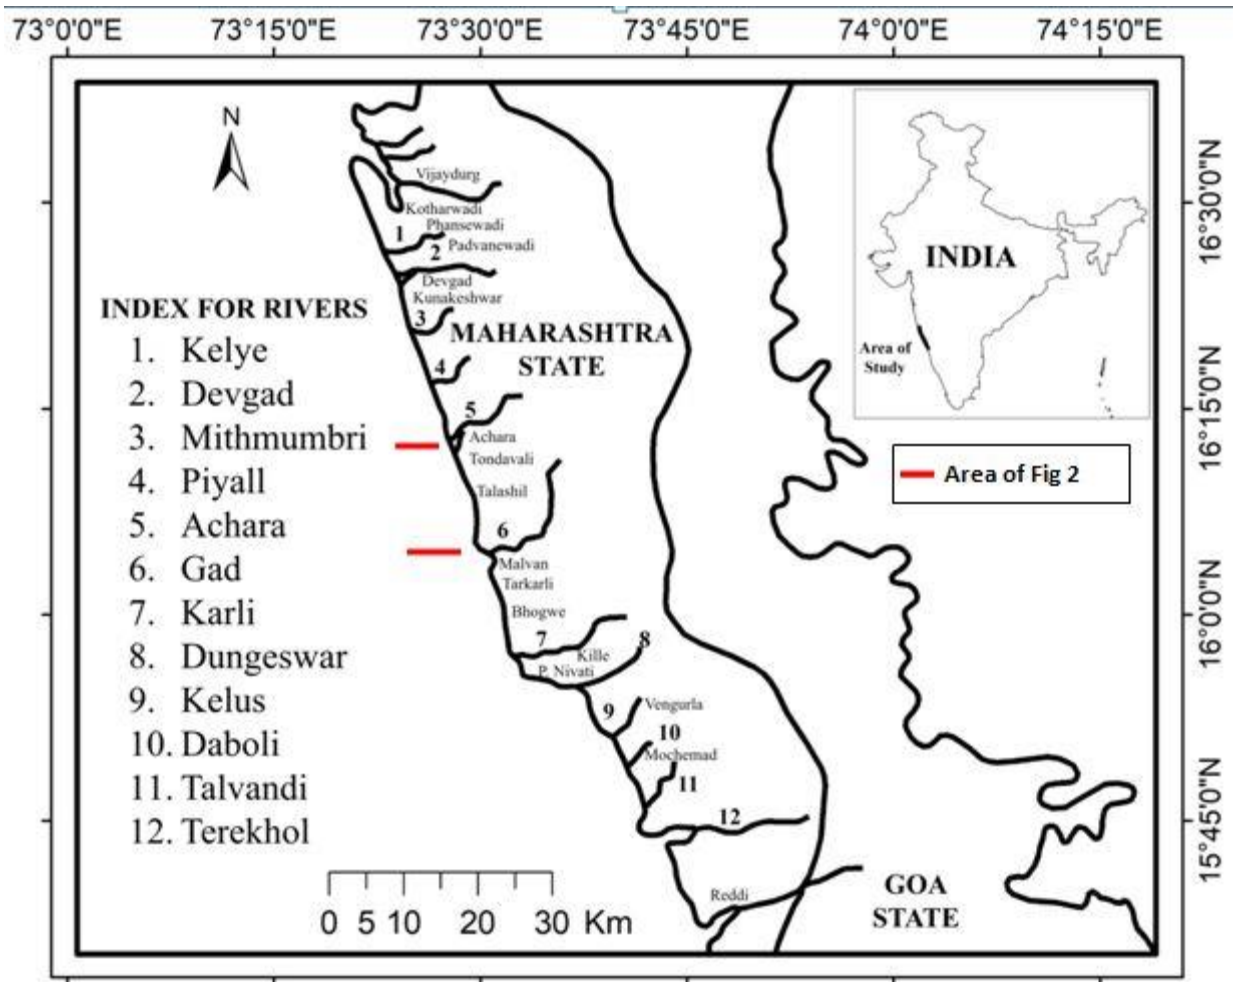 73°0'0"E 73°15'0"E 73°30'0"E 73°45'0"E 74°0'0"E 74°15'0"E
N
Vijaydurg
Kotharwadi
Phansewadi
1
2 Padvanewadi
Devgad
Kunakeshwar
3
MAHARASHTRA
STATE
4
5
Achara
Tondavali
Talashil
6
Malvan
Tarkarli
Bhogwe
7
8
Kille
P. Nivati
9
Vengurla
10
Mochemad
11
12
Reddi
GOA
STATE
INDEX FOR RIVERS
1. Kelye
2. Devgad
3. Mithmumbri
4. Piyall
5. Achara
6. Gad
7. Karli
8. Dungeswar
9. Kelus
10. Daboli
11. Talvandi
12. Terekhol
0 5 10 20 30 Km
INDIA
Area of
Study
Area of Fig 2
16°30'0"N
16°15'0"N
16°0'0"N
15°45'0"N